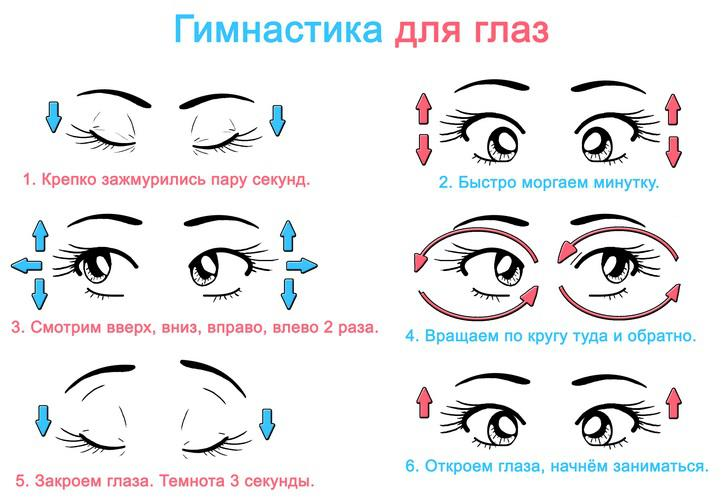 Гимнастика для глаз
1. Крепко зажмурились пару секунд.
2. Быстро моргаем минутку.
3. Смотрим вверх, вниз, вправо, влево 2 раза.
4. Вращаем по кругу туда и обратно.
5. Закроем глаза. Темнота 3 секунды.
6. Откроем глаза, начнём заниматься.